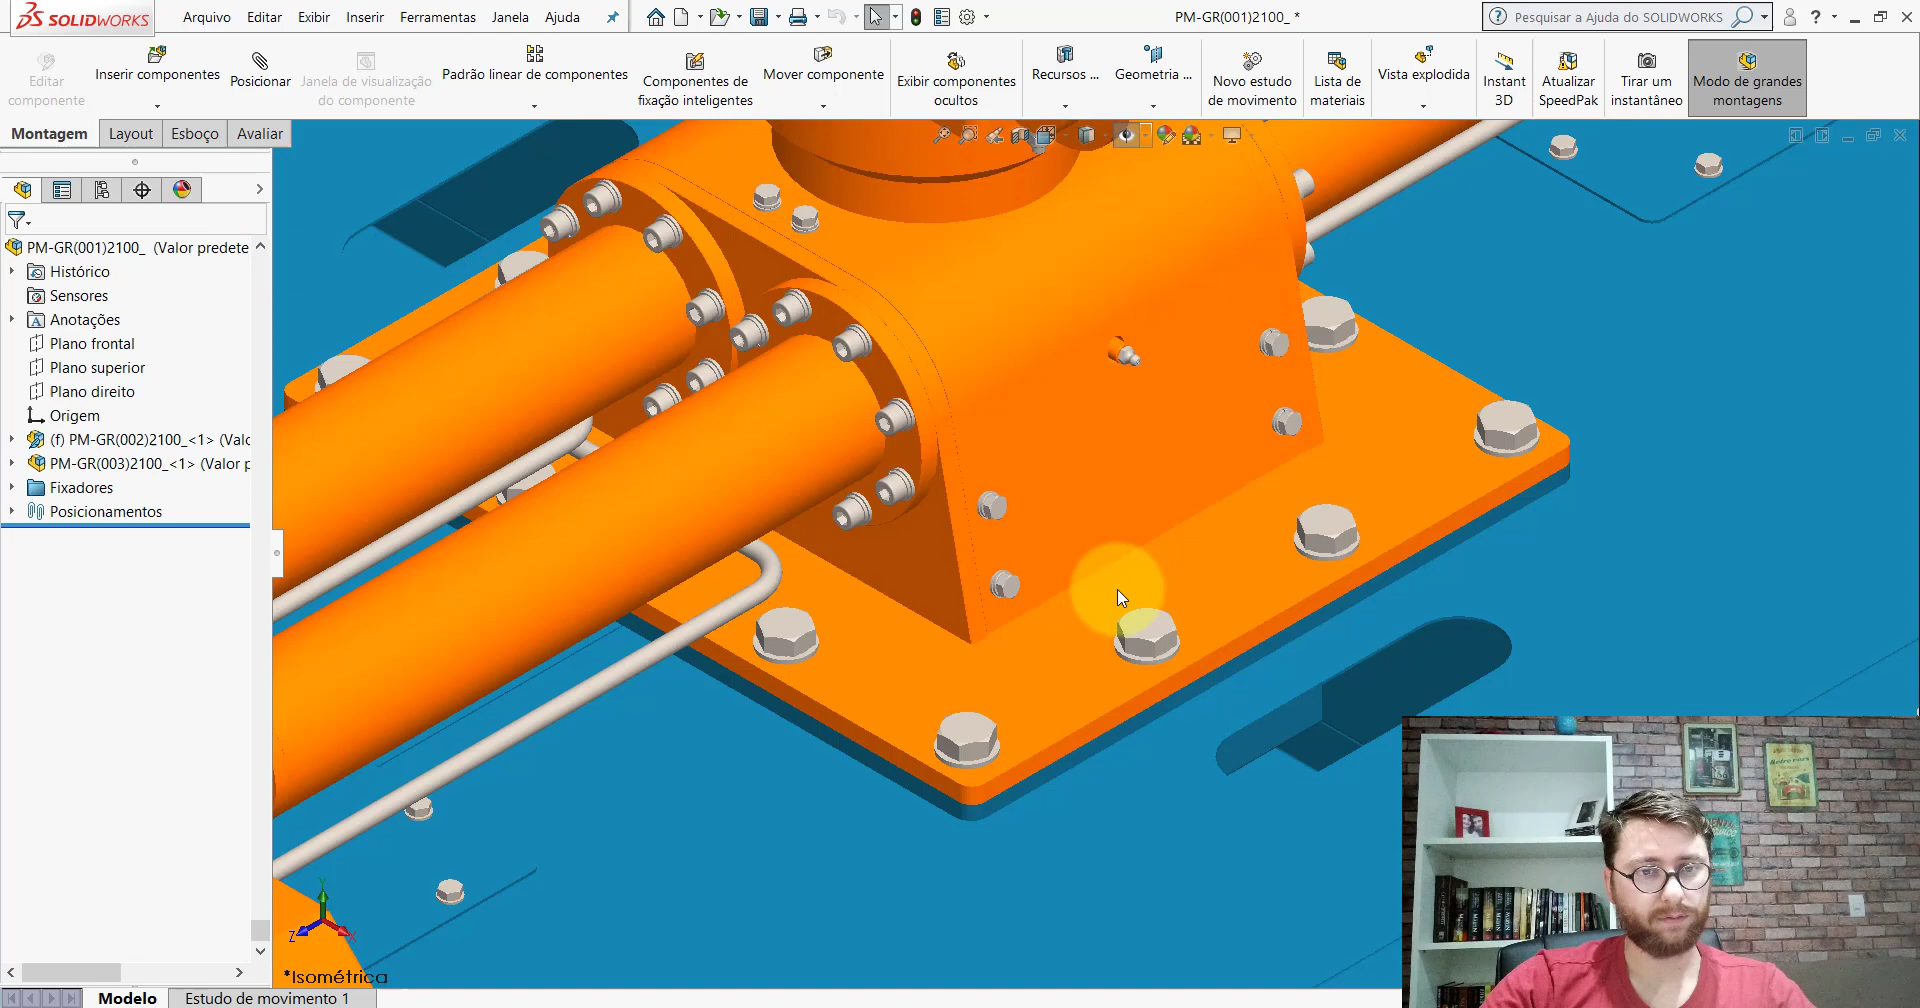 SOLIDWORKS
Arquivo Editar Exibir Inserir Ferramentas Janela Ajuda
PM-GR(001)2100_ *
Pesquisar a Ajuda do SOLIDWORKS
Editar
componente
Inserir componentes
Posicionar
Janela de visualização
do componente
Padrão linear de componentes
Componentes de
fixação inteligentes
Mover componente
Exibir componentes
ocultos
Recursos ...
Geometria ...
Novo estudo
de movimento
Lista de
materiais
Vista explodida
Instant
3D
Atualizar
SpeedPak
Tirar um
instantâneo
Modo de grandes
montagens
Montagem Layout Esboço Avaliar
PM-GR(001)2100_ (Valor predete
Histórico
Sensores
Anotações
Plano frontal
Plano superior
Plano direito
Origem
(f) PM-GR(002)2100_<1> (Valc
PM-GR(003)2100_<1> (Valor p
Fixadores
Posicionamentos
Y
Z
X
*Isométrica
Modelo Estudo de movimento 1